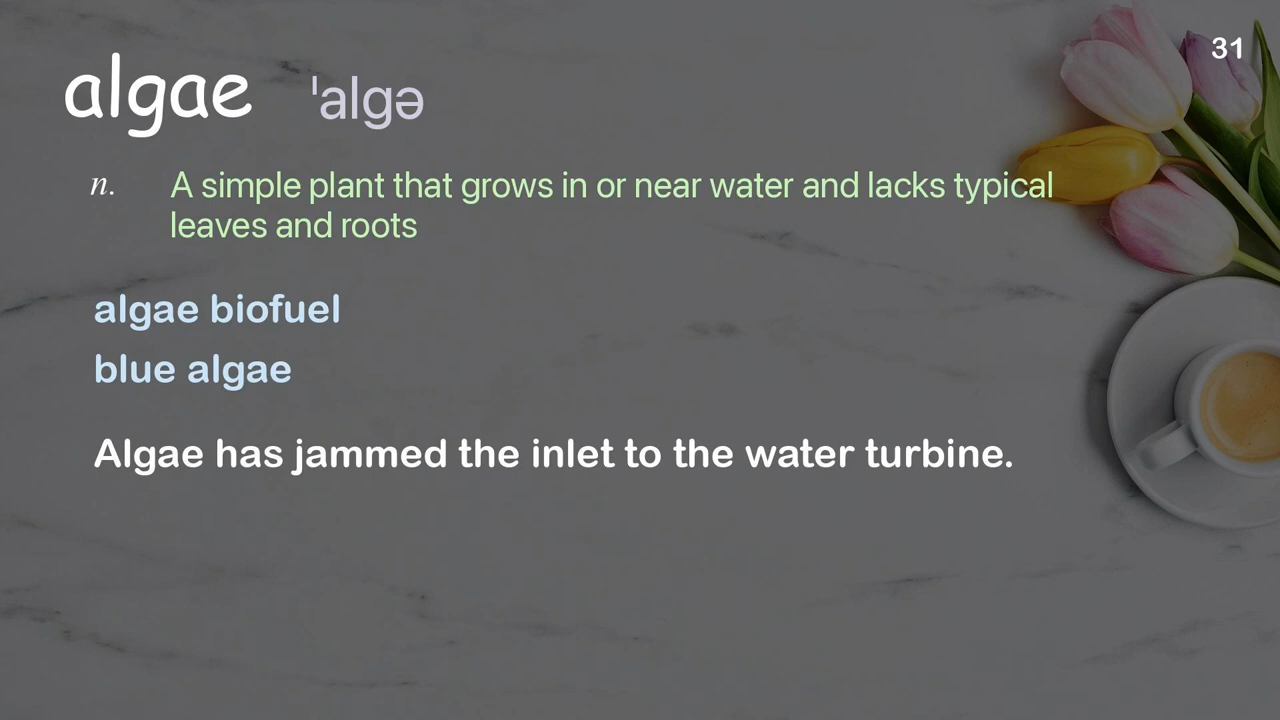 31
algae ˈalgə
n. A simple plant that grows in or near water and lacks typical
leaves and roots
algae biofuel
blue algae
Algae has jammed the inlet to the water turbine.